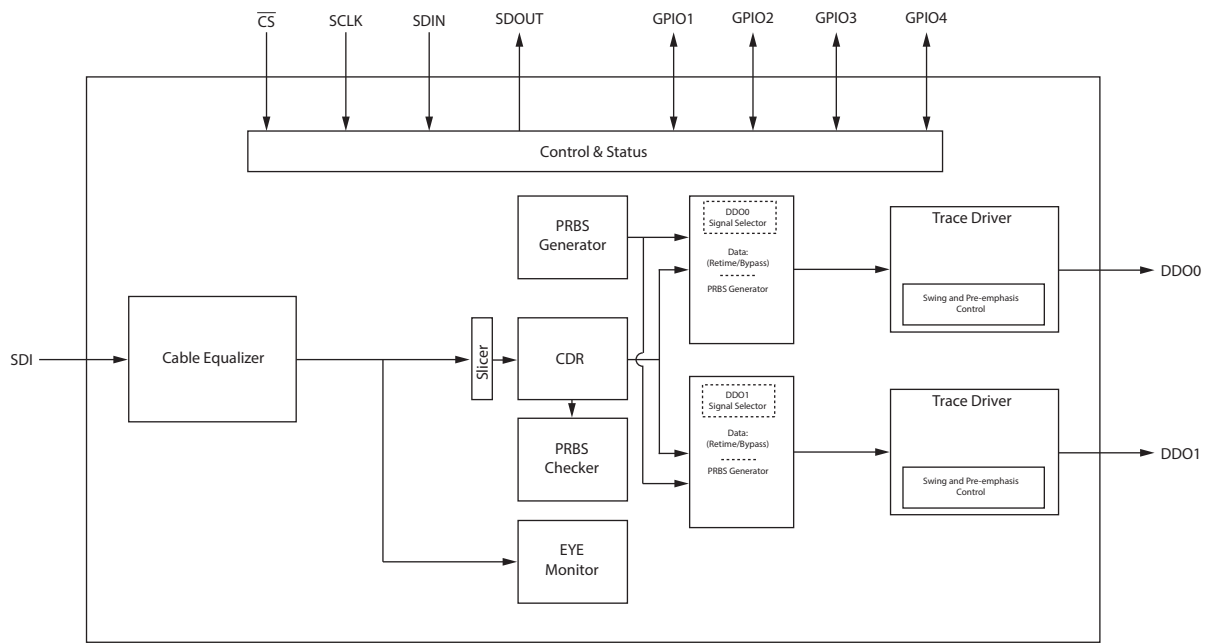 C̅S̅
SCLK
SDIN
SDOUT
GPIO1
GPIO2
GPIO3
GPIO4
Control & Status
PRBS
Generator
DDO0
Signal Selector
Data:
(Retime/Bypass)
PRBS Generator
Trace Driver
Swing and Pre-emphasis
Control
DDO0
SDI
Cable Equalizer
Slicer
CDR
PRBS
Checker
DDO1
Signal Selector
Data:
(Retime/Bypass)
PRBS Generator
Trace Driver
Swing and Pre-emphasis
Control
DDO1
EYE
Monitor